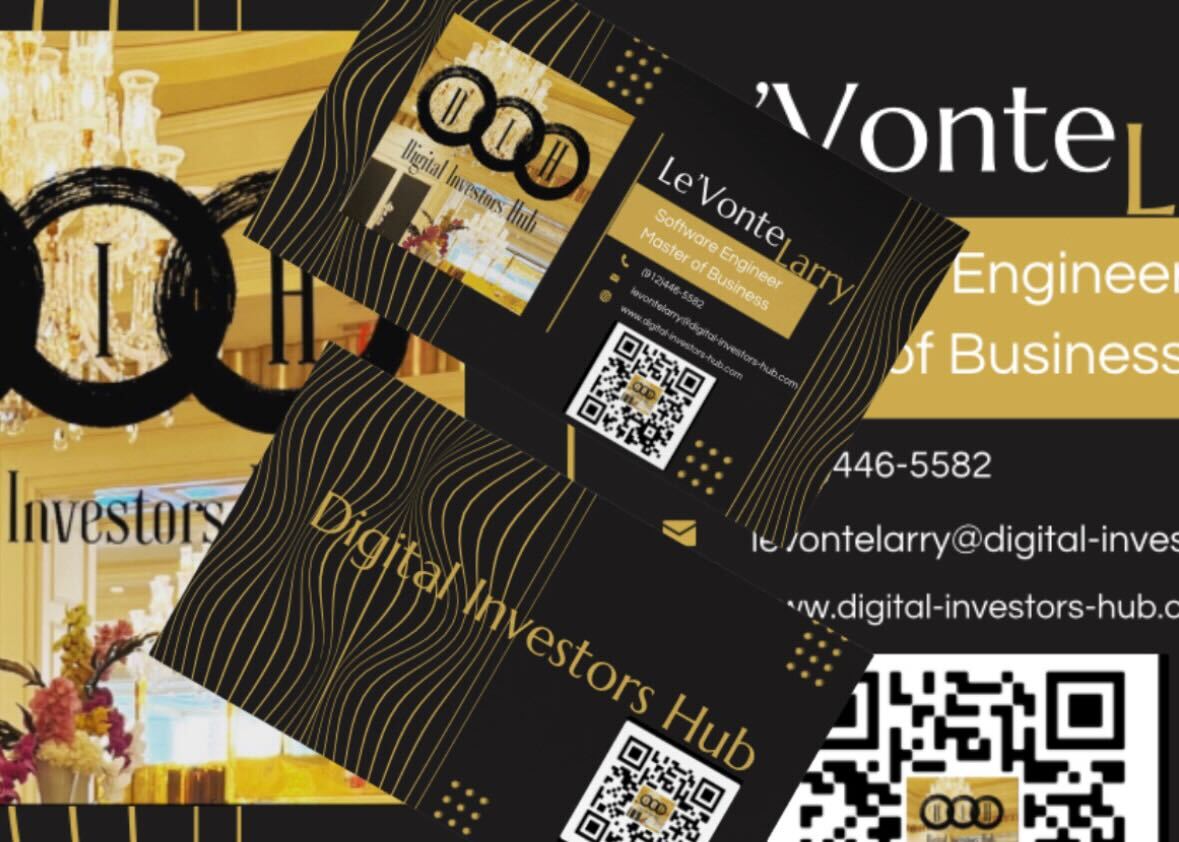 'Vonte L
Engineer
of Business
446-5582
levontelarry@digital-inves
ww.digital-investors-hub.c
I H
Investors
D I H
Digital Investors Hub
Le'Vonte Larry
Software Engineer
Master of Business
(912)446-5582
levontelarry@digital-investors-hub.com
www.digital-investors-hub.com
Digital Investors Hub